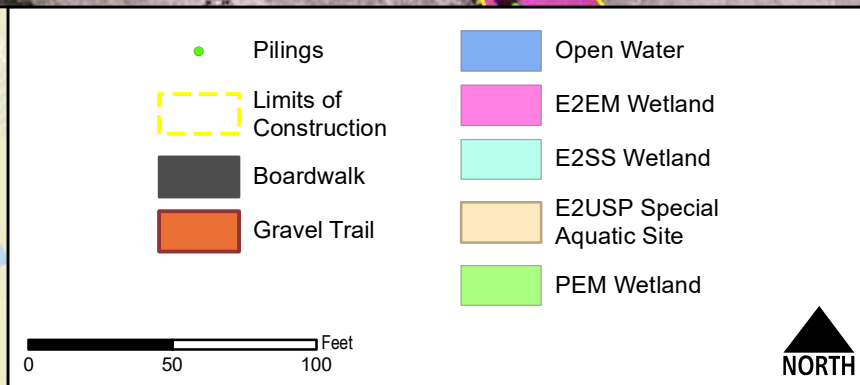 Pilings
Limits of
Construction
Boardwalk
Gravel Trail
Open Water
E2EM Wetland
E2SS Wetland
E2USP Special
Aquatic Site
PEM Wetland
Feet
0 50 100
NORTH